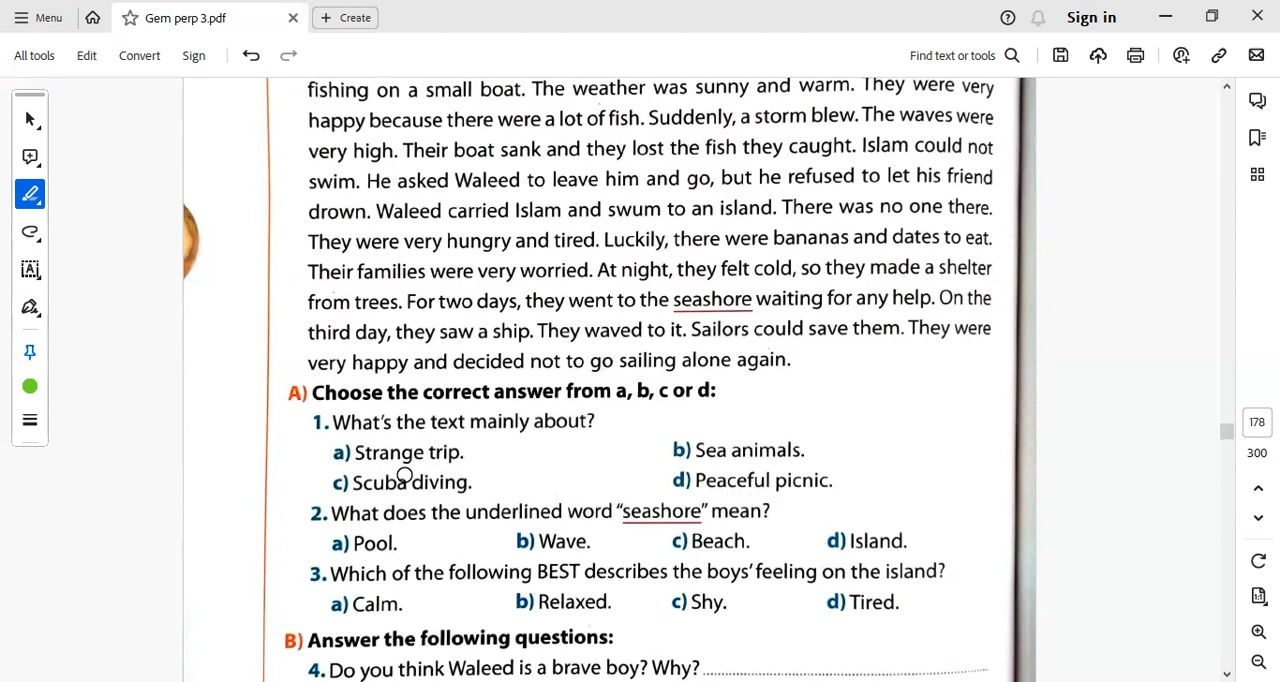 Menu
Gem perp 3.pdf
Create
Sign in
All tools
Edit
Convert
Sign
Find text or tools
fishing on a small boat. The weather was sunny and warm. They were very
happy because there were a lot of fish. Suddenly, a storm blew. The waves were
very high. Their boat sank and they lost the fish they caught. Islam could not
swim. He asked Waleed to leave him and go, but he refused to let his friend
drown. Waleed carried Islam and swum to an island. There was no one there.
They were very hungry and tired. Luckily, there were bananas and dates to eat.
Their families were very worried. At night, they felt cold, so they made a shelter
from trees. For two days, they went to the seashore waiting for any help. On the
third day, they saw a ship. They waved to it. Sailors could save them. They were
very happy and decided not to go sailing alone again.
A) Choose the correct answer from a, b, c or d:
1. What's the text mainly about?
a) Strange trip. b) Sea animals.
c) Scuba diving. d) Peaceful picnic.
2. What does the underlined word "seashore" mean?
a) Pool. b) Wave. c) Beach. d) Island.
3. Which of the following BEST describes the boys' feeling on the island?
a) Calm. b) Relaxed. c) Shy. d) Tired.
B) Answer the following questions:
4. Do you think Waleed is a brave boy? Why?
178
300